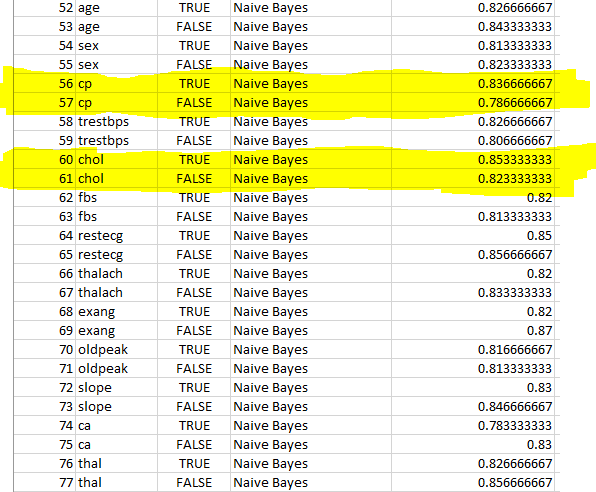 52 age TRUE Naive Bayes 0.826666667
53 age FALSE Naive Bayes 0.843333333
54 sex TRUE Naive Bayes 0.813333333
55 sex FALSE Naive Bayes 0.823333333
56 cp TRUE Naive Bayes 0.836666667
57 cp FALSE Naive Bayes 0.786666667
58 trestbps TRUE Naive Bayes 0.826666667
59 trestbps FALSE Naive Bayes 0.806666667
60 chol TRUE Naive Bayes 0.853333333
61 chol FALSE Naive Bayes 0.823333333
62 fbs TRUE Naive Bayes 0.82
63 fbs FALSE Naive Bayes 0.813333333
64 restecg TRUE Naive Bayes 0.85
65 restecg FALSE Naive Bayes 0.856666667
66 thalach TRUE Naive Bayes 0.82
67 thalach FALSE Naive Bayes 0.833333333
68 exang TRUE Naive Bayes 0.82
69 exang FALSE Naive Bayes 0.87
70 oldpeak TRUE Naive Bayes 0.816666667
71 oldpeak FALSE Naive Bayes 0.813333333
72 slope TRUE Naive Bayes 0.83
73 slope FALSE Naive Bayes 0.846666667
74 ca TRUE Naive Bayes 0.783333333
75 ca FALSE Naive Bayes 0.83
76 thal TRUE Naive Bayes 0.826666667
77 thal FALSE Naive Bayes 0.856666667